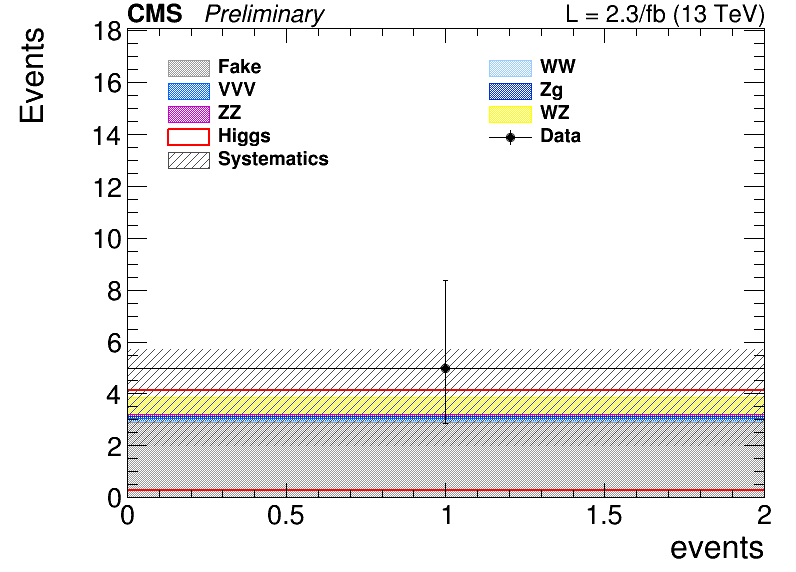 CMS Preliminary L = 2.3/fb (13 TeV)
Events
18
16
14
12
10
8
6
4
2
0
Fake WW
VVV Zg
ZZ WZ
Higgs Data
Systematics
0 0.5 1 1.5 2
events